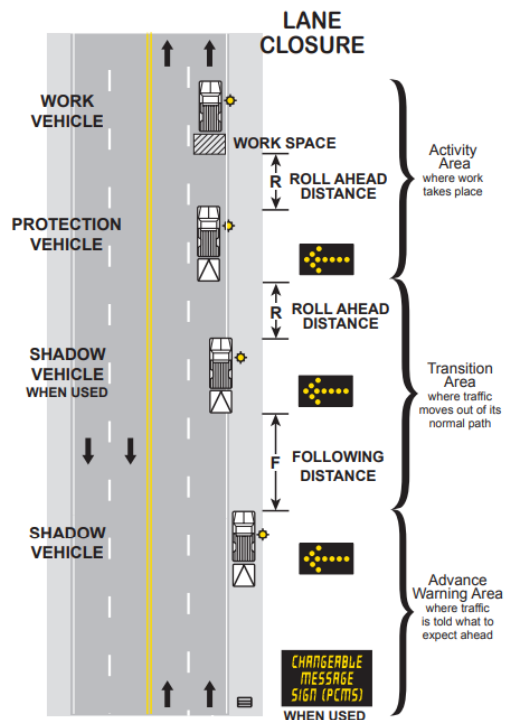 LANE
CLOSURE
WORK
VEHICLE
WORK SPACE
R
ROLL AHEAD
DISTANCE
Activity
Area
where work
takes place
PROTECTION
VEHICLE
R
ROLL AHEAD
DISTANCE
SHADOW
VEHICLE
WHEN USED
Transition
Area
where traffic
moves out of its
normal path
F
FOLLOWING
DISTANCE
SHADOW
VEHICLE
Advance
Warning Area
where traffic
is told what to
expect ahead
CHANGEABLE
MESSAGE
SIGN (PCMS)
WHEN USED